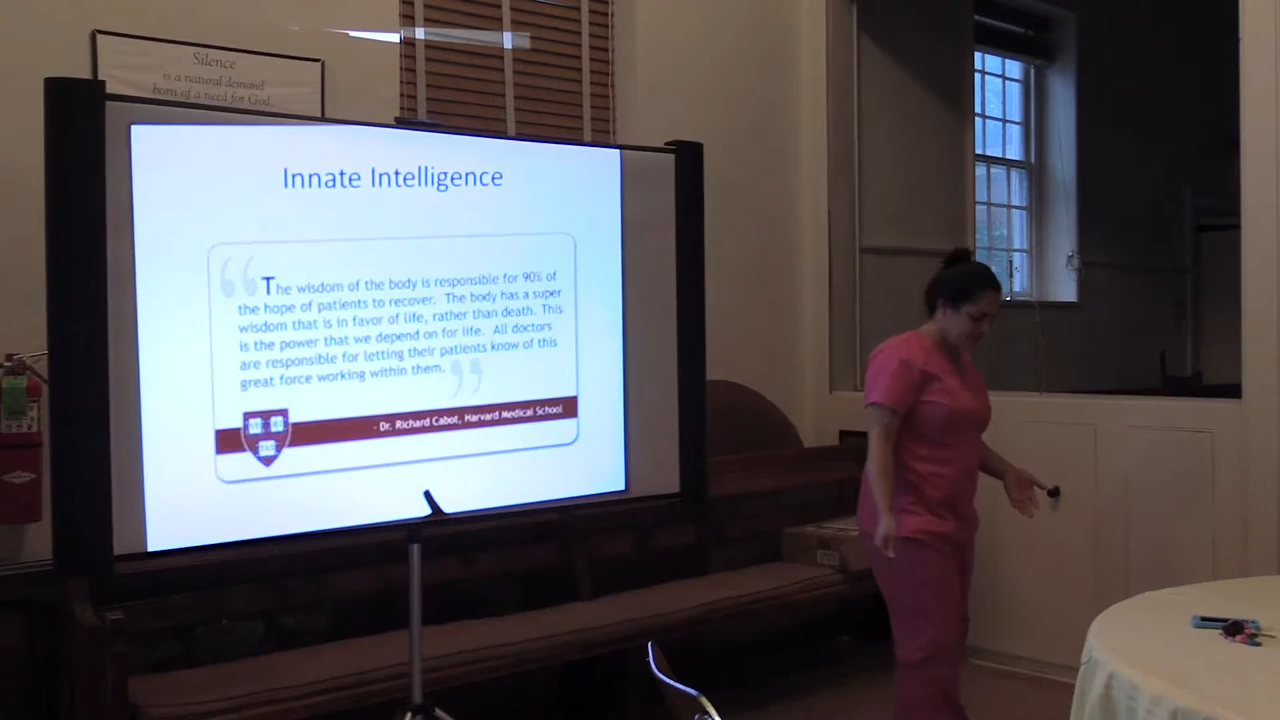 Silence
is a natural demand
born of a need for God.
Innate Intelligence
“The wisdom of the body is responsible for 90% of
the hope of patients to recover. The body has a super
wisdom that is in favor of life, rather than death. This
is the power that we depend on for life. All doctors
are responsible for letting their patients know of this
great force working within them.”
- Dr. Richard Cabot, Harvard Medical School